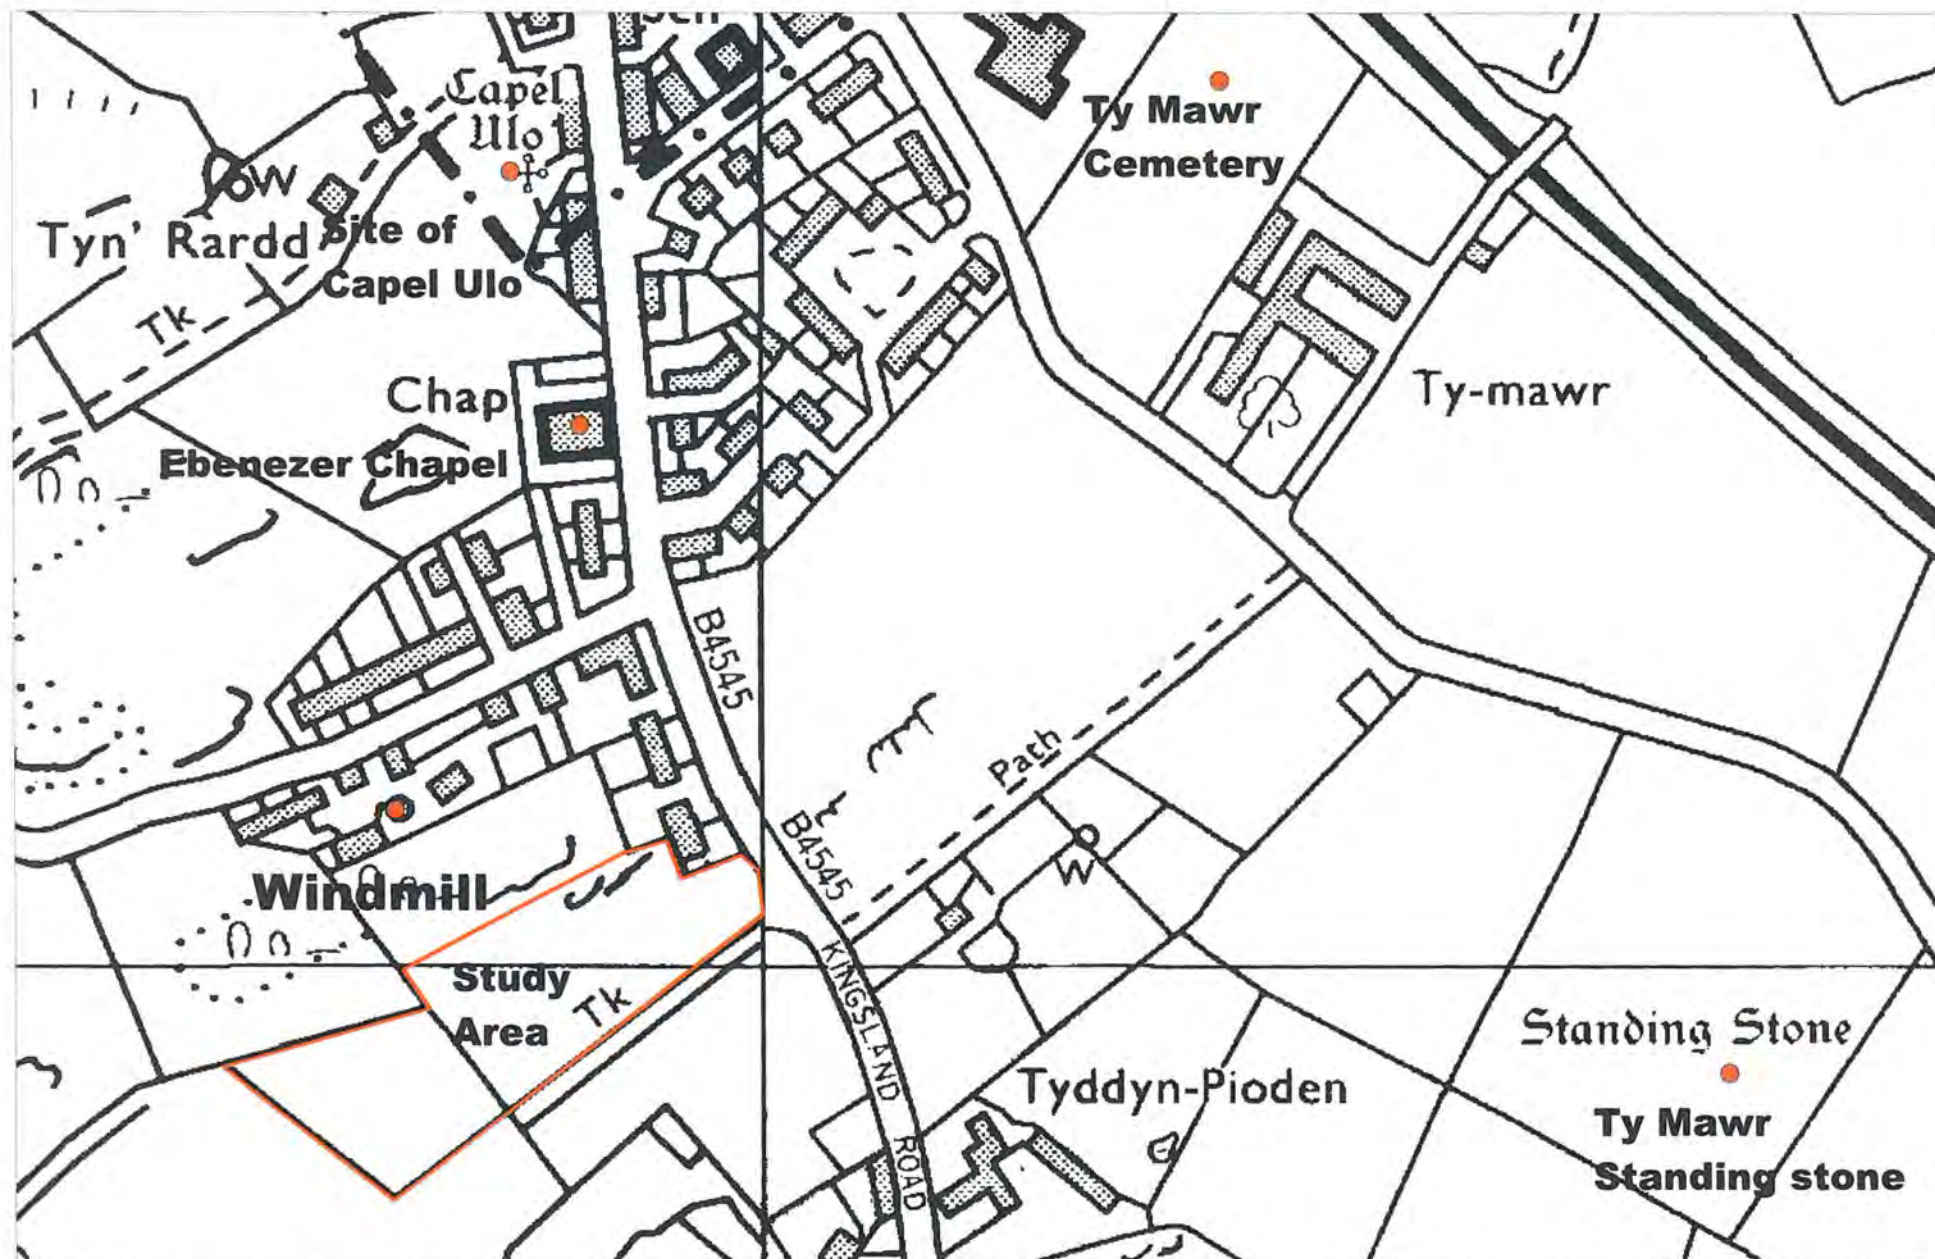 Sch
Capel
Ulo
W
Tyn' Rardd
Site of
Capel Ulo
Tk
Ty Mawr
Cemetery
Chap
Ebenezer Chapel
Ty-mawr
B4545
Path
B4545
W
Windmill
Study
Area
Tk
KINGSLAND
ROAD
Tyddyn-Pioden
Standing Stone
Ty Mawr
Standing stone